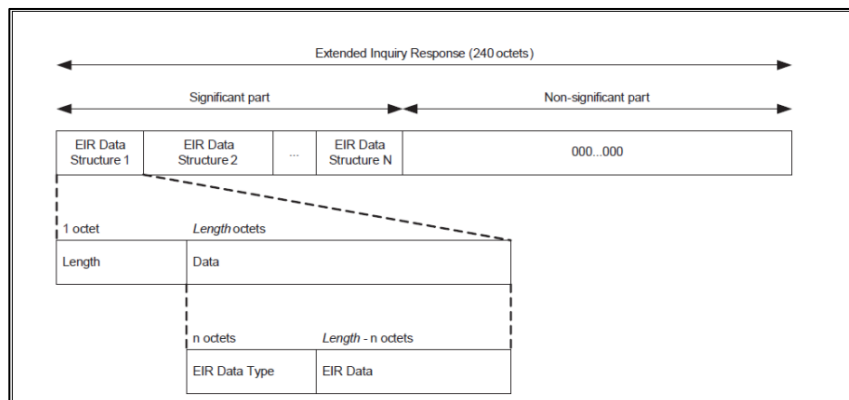 Extended Inquiry Response (240 octets)
Significant part
Non-significant part
EIR Data
Structure 1
EIR Data
Structure 2
...
EIR Data
Structure N
000...000
1 octet
Length octets
Length
Data
n octets
Length - n octets
EIR Data Type
EIR Data